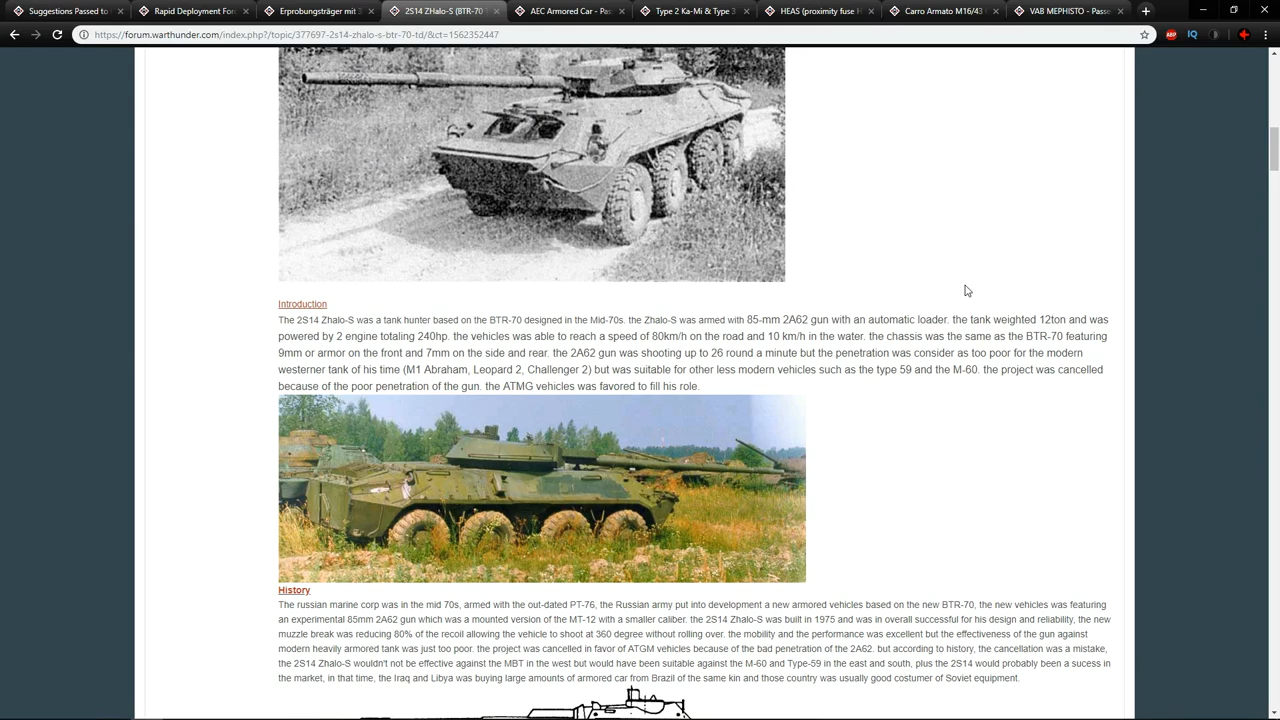 Suggestions Passed to
Rapid Deployment For
Erprobungsträger mit 3
2S14 ZHALO-S (BTR-70
AEC Armored Car - Pas
Type 2 Ka-Mi & Type 3
HEAS (proximity fuse H
Carro Armato M16/43
VAB MEPHISTO - Passe
https://forum.warthunder.com/index.php?/topic/377697-2s14-zhalo-s-btr-70-td/&ct=1562352447
ABP
IQ
Introduction
The 2S14 Zhalo-S was a tank hunter based on the BTR-70 designed in the Mid-70s. the Zhalo-S was armed with 85-mm 2A62 gun with an automatic loader. the tank weighted 12ton and was
powered by 2 engine totaling 240hp. the vehicles was able to reach a speed of 80km/h on the road and 10 km/h in the water. the chassis was the same as the BTR-70 featuring
9mm or armor on the front and 7mm on the side and rear. the 2A62 gun was shooting up to 26 round a minute but the penetration was consider as too poor for the modern
westerner tank of his time (M1 Abraham, Leopard 2, Challenger 2) but was suitable for other less modern vehicles such as the type 59 and the M-60. the project was cancelled
because of the poor penetration of the gun. the ATMG vehicles was favored to fill his role.
History
The russian marine corp was in the mid 70s, armed with the out-dated PT-76, the Russian army put into development a new armored vehicles based on the new BTR-70, the new vehicles was featuring
an experimental 85mm 2A62 gun which was a mounted version of the MT-12 with a smaller caliber. the 2S14 Zhalo-S was built in 1975 and was in overall successful for his design and reliability, the new
muzzle break was reducing 80% of the recoil allowing the vehicle to shoot at 360 degree without rolling over. the mobility and the performance was excellent but the effectiveness of the gun against
modern heavily armored tank was just too poor. the project was cancelled in favor of ATGM vehicles because of the bad penetration of the 2A62. but according to history, the cancellation was a mistake,
the 2S14 Zhalo-S wouldn't not be effective against the MBT in the west but would have been suitable against the M-60 and Type-59 in the east and south, plus the 2S14 would probably been a sucess in
the market, in that time, the Iraq and Libya was buying large amounts of armored car from Brazil of the same kin and those country was usually good costumer of Soviet equipment.